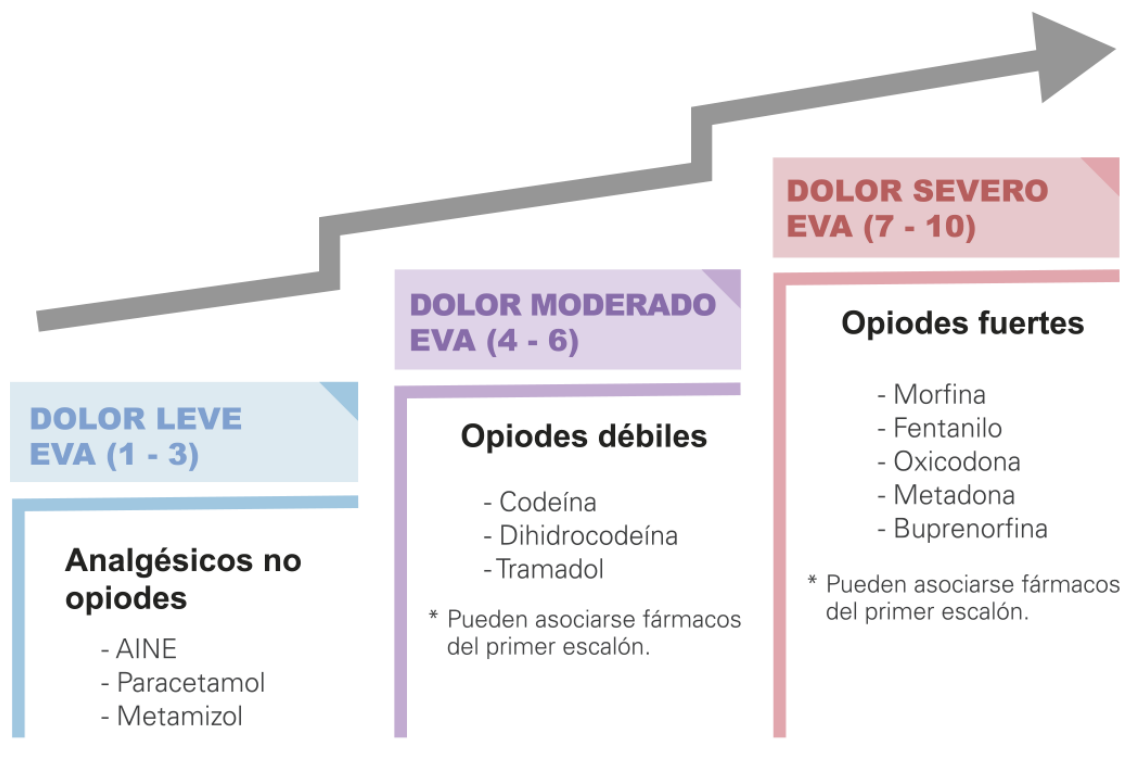 DOLOR LEVE
EVA (1 - 3)
Analgésicos no
opiodes
- AINE
- Paracetamol
- Metamizol
DOLOR MODERADO
EVA (4 - 6)
Opiodes débiles
- Codeína
- Dihidrocodeína
- Tramadol
* Pueden asociarse fármacos
del primer escalón.
DOLOR SEVERO
EVA (7 - 10)
Opiodes fuertes
- Morfina
- Fentanilo
- Oxicodona
- Metadona
- Buprenorfina
* Pueden asociarse fármacos
del primer escalón.